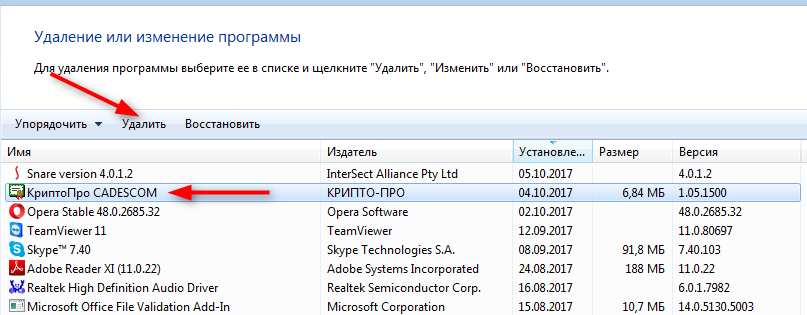 Удаление или изменение программы
Для удаления программы выберите ее в списке и щелкните "Удалить", "Изменить" или "Восстановить".
Упорядочить Удалить Восстановить
Имя Издатель Установле... Размер Версия
Snare version 4.0.1.2 InterSect Alliance Pty Ltd 05.10.2017 4.0.1.2
КриптоПро CADESCOM КРИПТО-ПРО 04.10.2017 6,84 МБ 1.05.1500
Opera Stable 48.0.2685.32 Opera Software 02.10.2017 48.0.2685.32
TeamViewer 11 TeamViewer 12.09.2017 11.0.80697
Skype™ 7.40 Skype Technologies S.A. 08.09.2017 91,8 МБ 7.40.103
Adobe Reader XI (11.0.22) Adobe Systems Incorporated 24.08.2017 188 МБ 11.0.22
Realtek High Definition Audio Driver Realtek Semiconductor Corp. 16.08.2017 6.0.1.7982
Microsoft Office File Validation Add-In Microsoft Corporation 15.08.2017 10,7 МБ 14.0.5130.5003